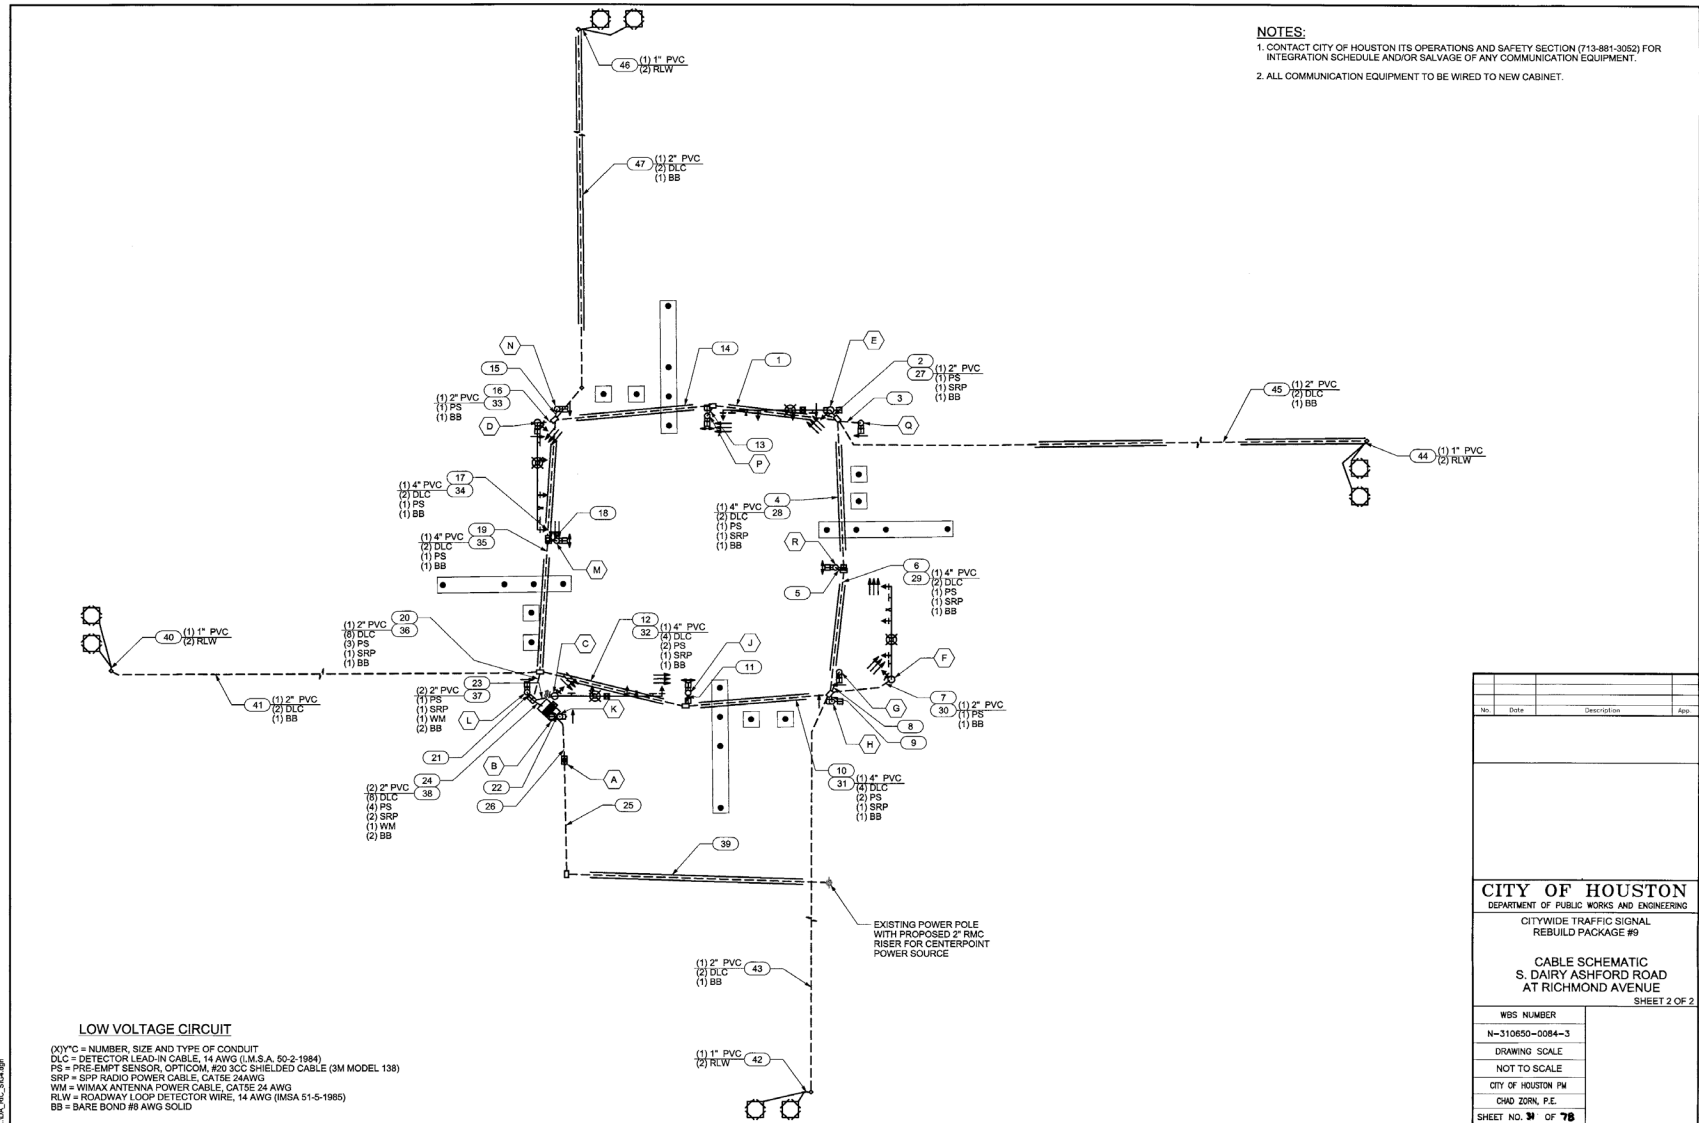 NOTES:
1. CONTACT CITY OF HOUSTON ITS OPERATIONS AND SAFETY SECTION (713-881-3052) FOR
INTEGRATION SCHEDULE AND/OR SALVAGE OF ANY COMMUNICATION EQUIPMENT.
2. ALL COMMUNICATION EQUIPMENT TO BE WIRED TO NEW CABINET.
46 (1) 1" PVC
(2) RLW
47 (1) 2" PVC
(2) DLC
(1) BB
N
15
16
(1) 2" PVC 33
(1) PS
(1) BB
D
14
1
E
2
27 (1) 2" PVC
(1) PS
(1) SRP
(1) BB
3
Q
13
P
45 (1) 2" PVC
(2) DLC
(1) BB
44 (1) 1" PVC
(2) RLW
17
(1) 4" PVC 34
(2) DLC
(1) PS
(1) BB
18
19
(1) 4" PVC 35
(2) DLC
(1) PS
(1) BB
M
4
(1) 4" PVC 28
(2) DLC
(1) PS
(1) SRP
(1) BB
R
5
6
29 (1) 4" PVC
(2) DLC
(1) PS
(1) SRP
(1) BB
40 (1) 1" PVC
(2) RLW
41 (1) 2" PVC
(2) DLC
(1) BB
20
(1) 2" PVC 36
(8) DLC
(3) PS
(1) SRP
(1) BB
C
12
32 (1) 4" PVC
(4) DLC
(2) PS
(1) SRP
(1) BB
J
11
F
7
30 (1) 2" PVC
(1) PS
(1) BB
G
8
9
H
23
(2) 2" PVC 37
(1) PS
(1) SRP
(1) WM
(2) BB
L
K
21
B
A
22
26
25
24
(2) 2" PVC 38
(8) DLC
(4) PS
(2) SRP
(1) WM
(2) BB
10
31 (1) 4" PVC
(4) DLC
(2) PS
(1) SRP
(1) BB
39
EXISTING POWER POLE
WITH PROPOSED 2" RMC
RISER FOR CENTERPOINT
POWER SOURCE
(1) 2" PVC 43
(2) DLC
(1) BB
(1) 1" PVC 42
(2) RLW
LOW VOLTAGE CIRCUIT
(X)Y"C = NUMBER, SIZE AND TYPE OF CONDUIT
DLC = DETECTOR LEAD-IN CABLE, 14 AWG (I.M.S.A. 50-2-1984)
PS = PRE-EMPT SENSOR, OPTICOM, #20 3CC SHIELDED CABLE (3M MODEL 138)
SRP = SPP RADIO POWER CABLE, CAT5E 24AWG
WM = WIMAX ANTENNA POWER CABLE, CAT5E 24 AWG
RLW = ROADWAY LOOP DETECTOR WIRE, 14 AWG (IMSA 51-5-1985)
BB = BARE BOND #8 AWG SOLID
No. Date Description App.
CITY OF HOUSTON
DEPARTMENT OF PUBLIC WORKS AND ENGINEERING
CITYWIDE TRAFFIC SIGNAL
REBUILD PACKAGE #9
CABLE SCHEMATIC
S. DAIRY ASHFORD ROAD
AT RICHMOND AVENUE
SHEET 2 OF 2
WBS NUMBER
N-310650-0084-3
DRAWING SCALE
NOT TO SCALE
CITY OF HOUSTON PM
CHAD ZORN, P.E.
SHEET NO. 31 OF 78